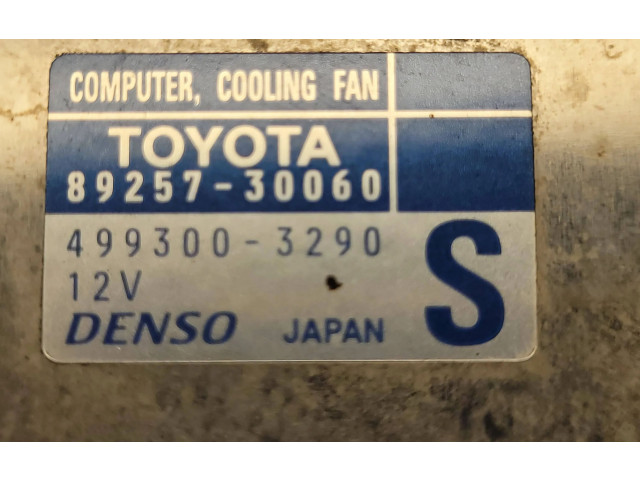 COMPUTER, COOLING FAN
TOYOTA
89257-30060
499300-3290
12V
DENSO JAPAN
S